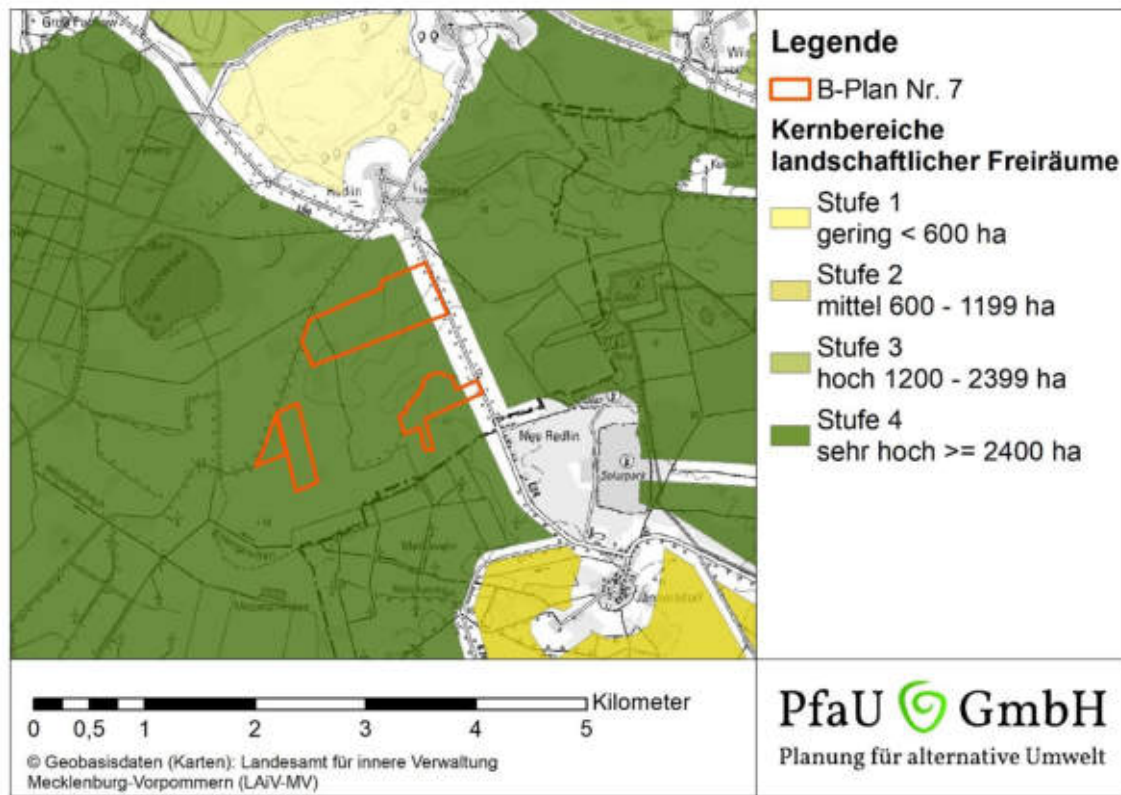 Redlin
Neu Redlin
Solarpark
Legende
B-Plan Nr. 7
Kernbereiche
landschaftlicher Freiräume
Stufe 1
gering < 600 ha
Stufe 2
mittel 600 - 1199 ha
Stufe 3
hoch 1200 - 2399 ha
Stufe 4
sehr hoch >= 2400 ha
Kilometer
0 0,5 1 2 3 4 5
© Geobasisdaten (Karten): Landesamt für innere Verwaltung
Mecklenburg-Vorpommern (LAiV-MV)
PfaU GmbH
Planung für alternative Umwelt